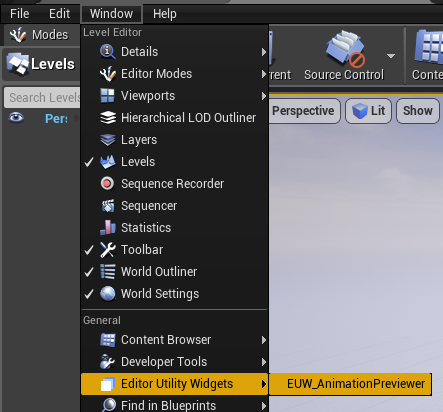 File Edit Window Help
Modes
Levels
Search Levels
Pers
Level Editor
Details
Editor Modes
Viewports
Hierarchical LOD Outliner
Layers
Levels
Sequence Recorder
Sequencer
Statistics
Toolbar
World Outliner
World Settings
General
Content Browser
Developer Tools
Editor Utility Widgets
Find in Blueprints
EUW_AnimationPreviewer
rrent
Source Control
Conte
Perspective
Lit
Show